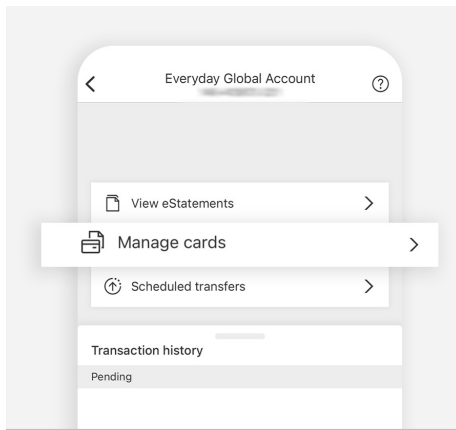 Everyday Global Account
View eStatements
Manage cards
Scheduled transfers
Transaction history
Pending